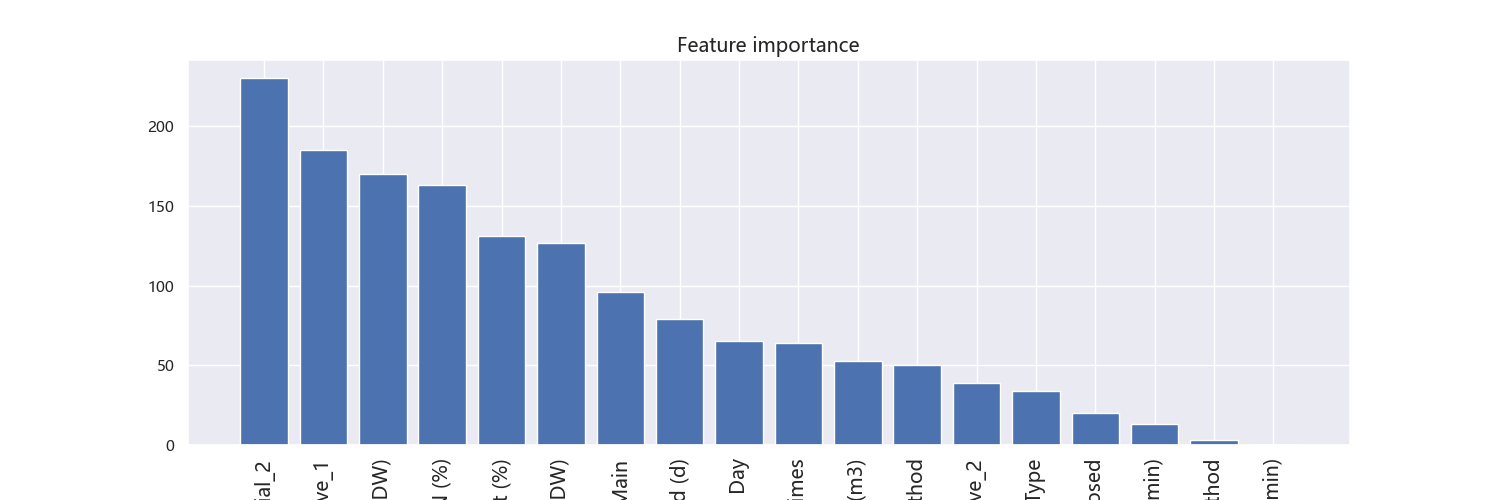 Feature importance
200
150
100
50
0
ial_2
ve_1
DW)
(%)
t (%)
DW)
Main
d (d)
Day
imes
(m3)
thod
ve_2
Type
osed
min)
thod
min)